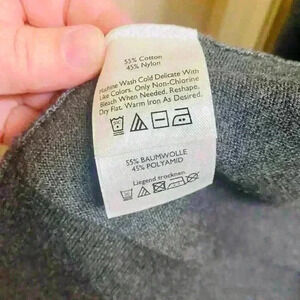 55% Cotton
45% Nylon
Machine Wash Cold Delicate With
Like Colors. Only Non-Chlorine
Bleach When Needed. Reshape.
Dry Flat. Warm Iron As Desired.
55% BAUMWOLLE
45% POLYAMID
Liegend trocknen